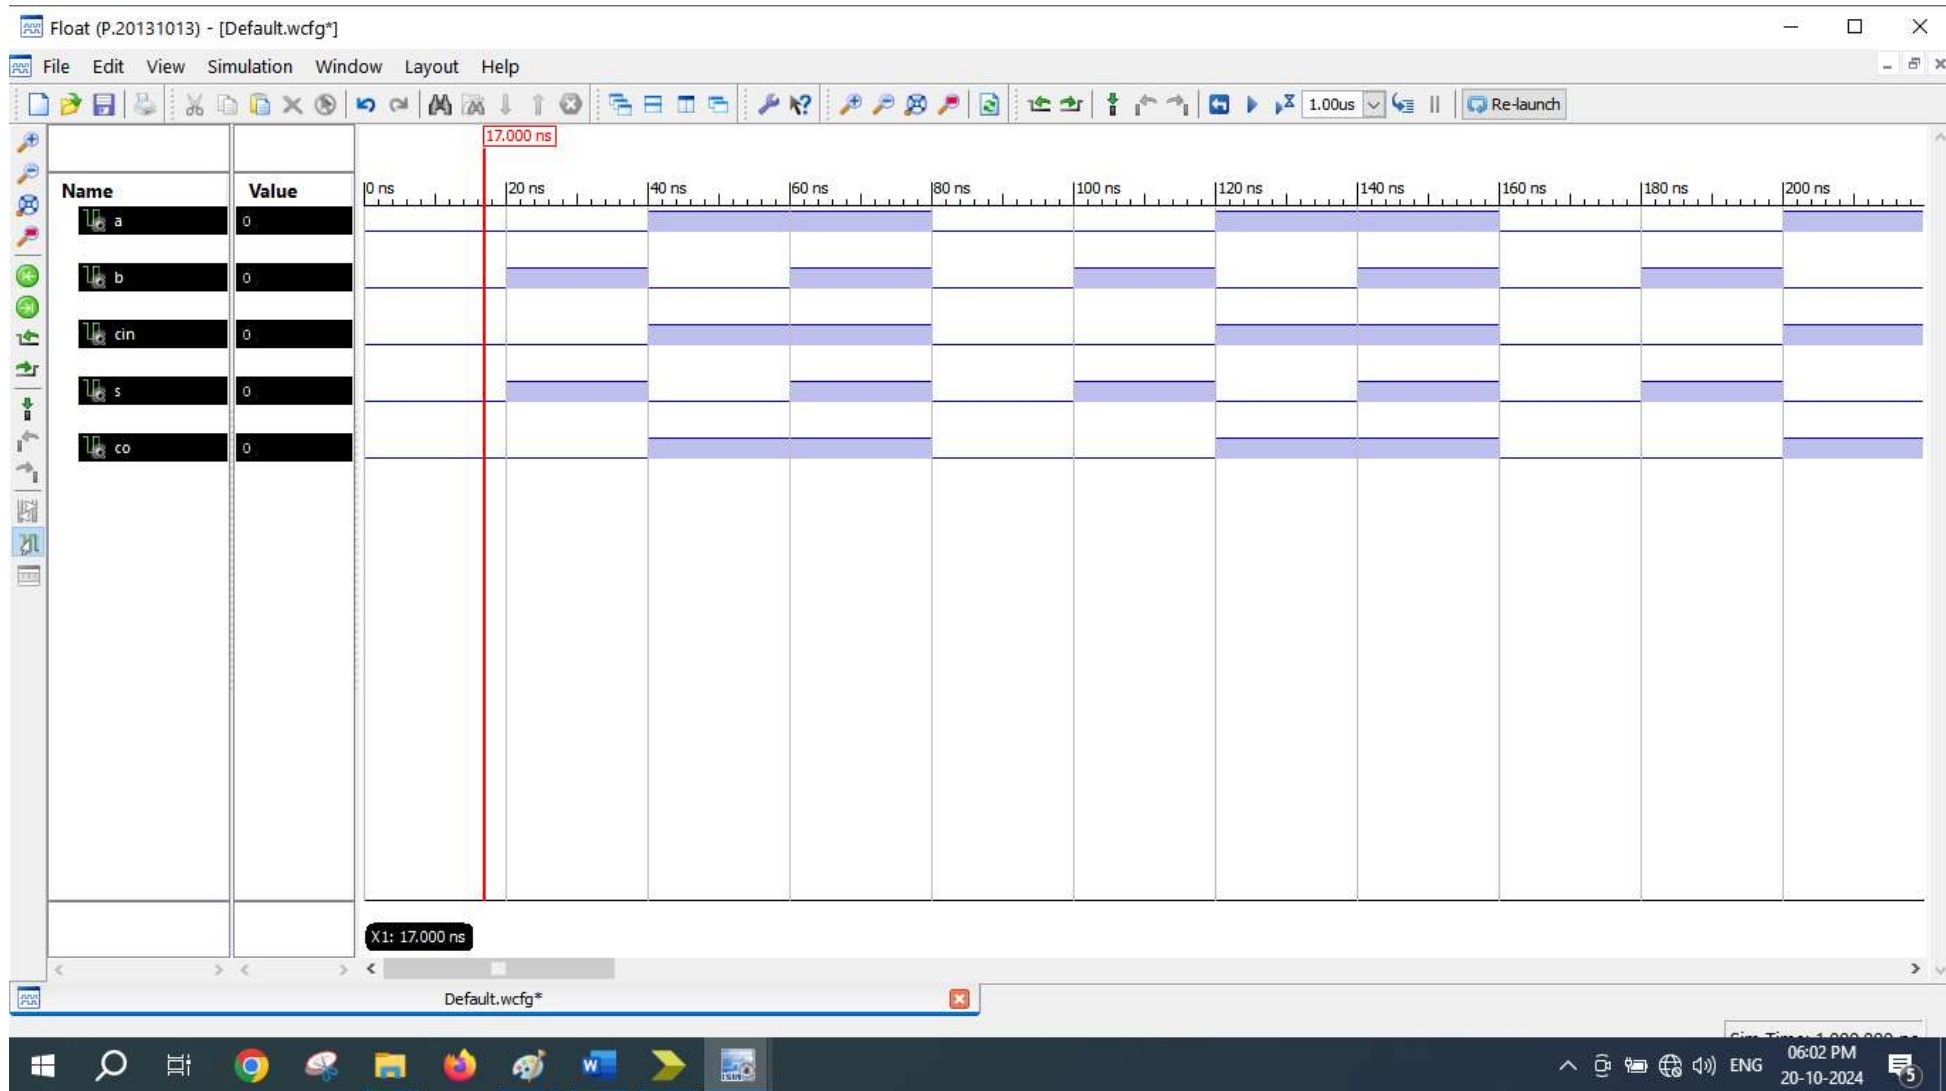 Float (P.20131013) - [Default.wcfg*]
File Edit View Simulation Window Layout Help
1.00us Re-launch
17.000 ns
Name Value 0 ns 20 ns 40 ns 60 ns 80 ns 100 ns 120 ns 140 ns 160 ns 180 ns 200 ns
a 0
b 0
cin 0
s 0
co 0
X1: 17.000 ns
Default.wcfg*
06:02 PM
ENG
20-10-2024
5